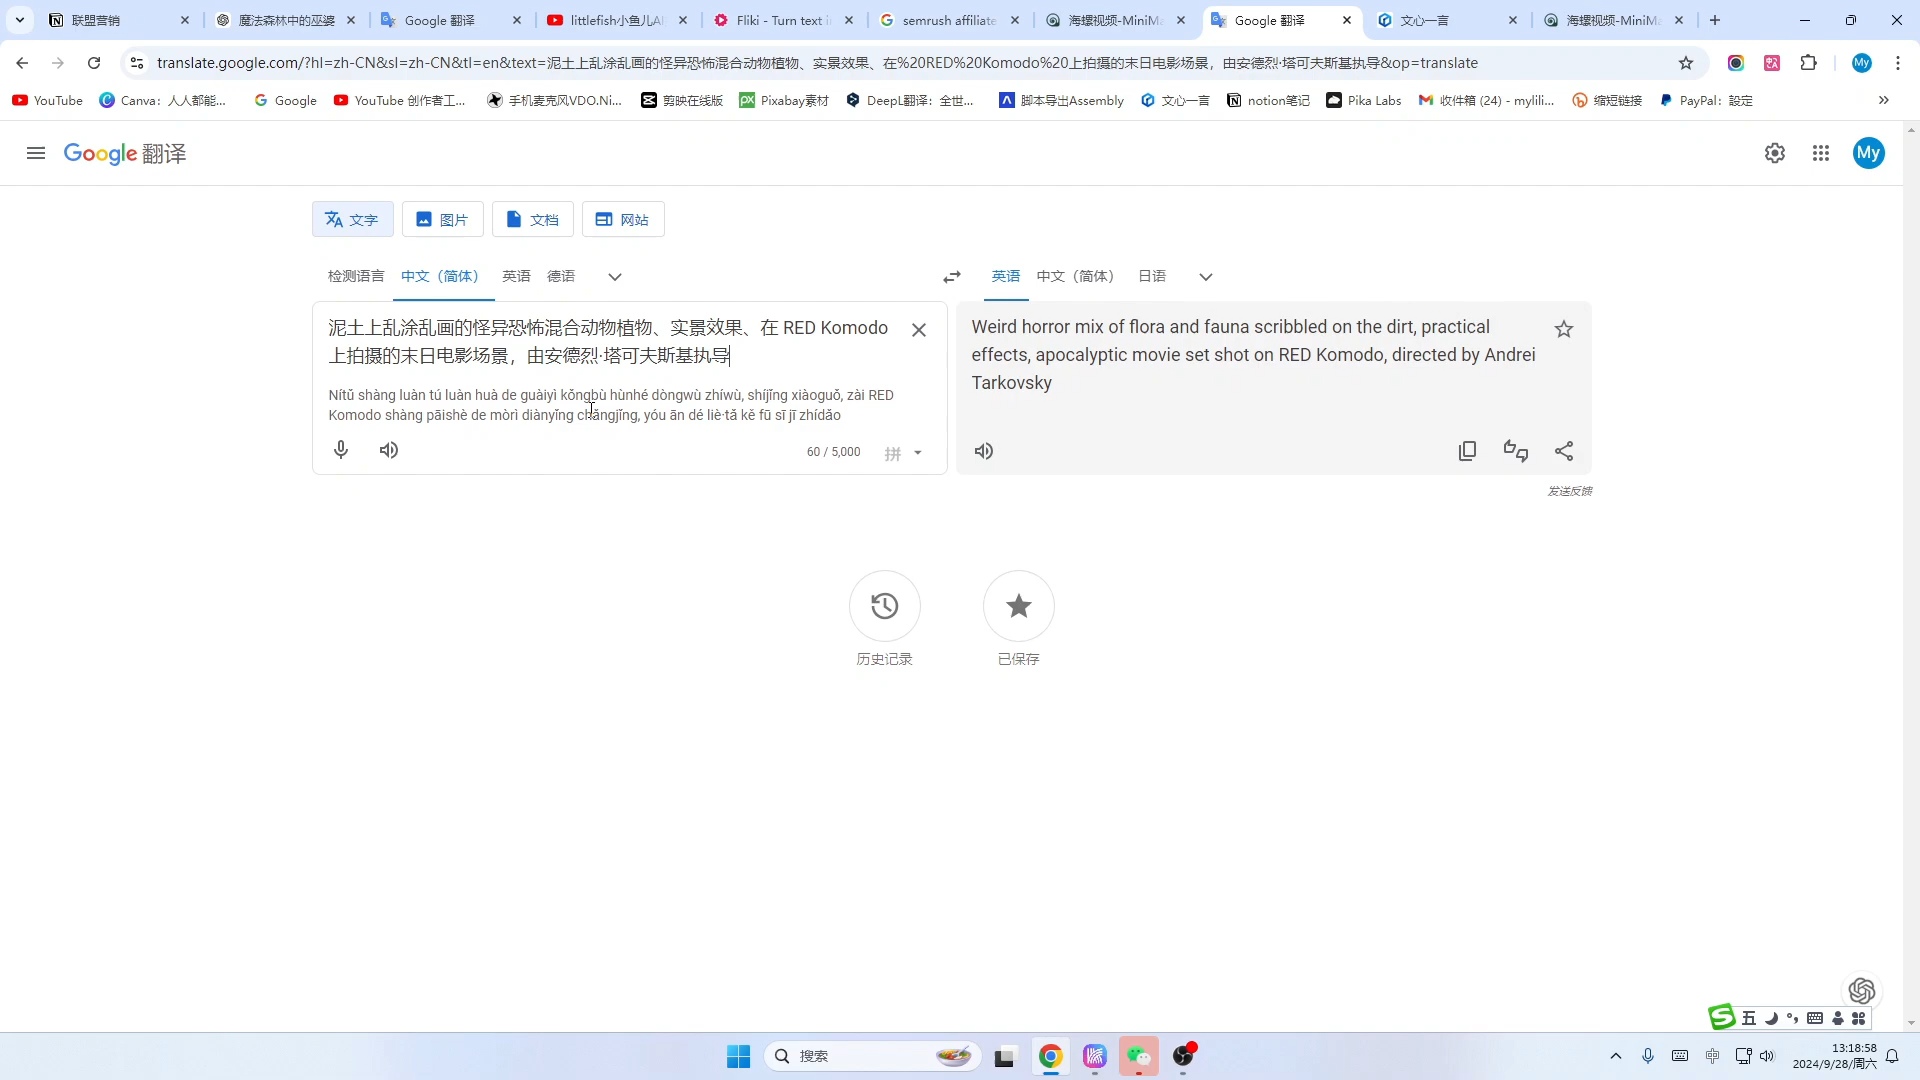 联盟营销
魔法森林中的巫婆
Google 翻译
littlefish小鱼儿AI
Fliki - Turn text i
semrush affiliate
海螺视频-MiniMa
Google 翻译
文心一言
海螺视频-MiniMa
translate.google.com/?hl=zh-CN&sl=zh-CN&tl=en&text=泥土上乱涂乱画的怪异恐怖混合动物植物、实景效果、在%20RED%20Komodo%20上拍摄的末日电影场景，由安德烈·塔可夫斯基执导&op=translate
My
YouTube
Canva：人人都能...
Google
YouTube 创作者工...
手机麦克风VDO.Ni...
剪映在线版
Pixabay素材
DeepL翻译：全世...
脚本导出Assembly
文心一言
notion笔记
Pika Labs
收件箱 (24) - mylili...
缩短链接
PayPal：設定
Google 翻译
My
文字
图片
文档
网站
检测语言
中文（简体）
英语
德语
英语
中文（简体）
日语
泥土上乱涂乱画的怪异恐怖混合动物植物、实景效果、在 RED Komodo
上拍摄的末日电影场景，由安德烈·塔可夫斯基执导
Nítǔ shàng luàn tú luàn huà de guàiyì kǒngbù hùnhé dòngwù zhíwù, shíjǐng xiàoguǒ, zài RED
Komodo shàng pāishè de mòrì diànyǐng chǎngjǐng, yóu ān dé liè·tǎ kě fū sī jī zhídǎo
60 / 5,000
拼
Weird horror mix of flora and fauna scribbled on the dirt, practical
effects, apocalyptic movie set shot on RED Komodo, directed by Andrei
Tarkovsky
发送反馈
历史记录
已保存
五
搜索
中
13:18:58
2024/9/28/周六